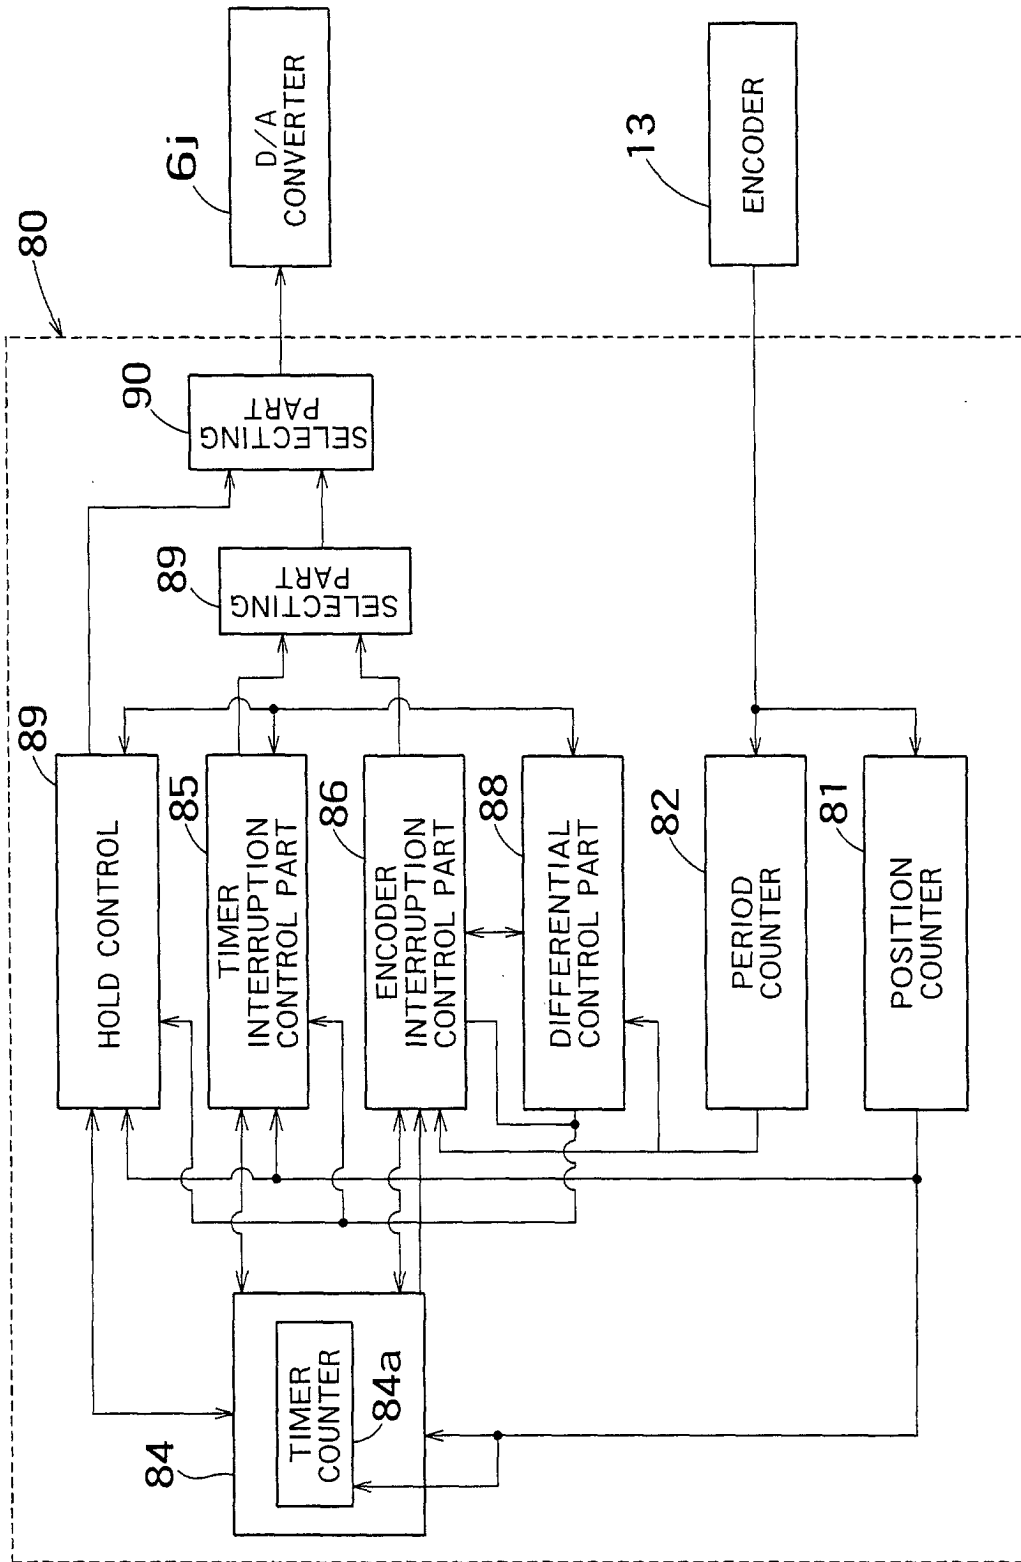 80
89
HOLD CONTROL
85
TIMER
INTERRUPTION
CONTROL PART
86
ENCODER
INTERRUPTION
CONTROL PART
88
DIFFERENTIAL
CONTROL PART
82
PERIOD
COUNTER
81
POSITION
COUNTER
84
TIMER
COUNTER
84a
89
SELECTING
PART
90
SELECTING
PART
6j
D/A
CONVERTER
13
ENCODER